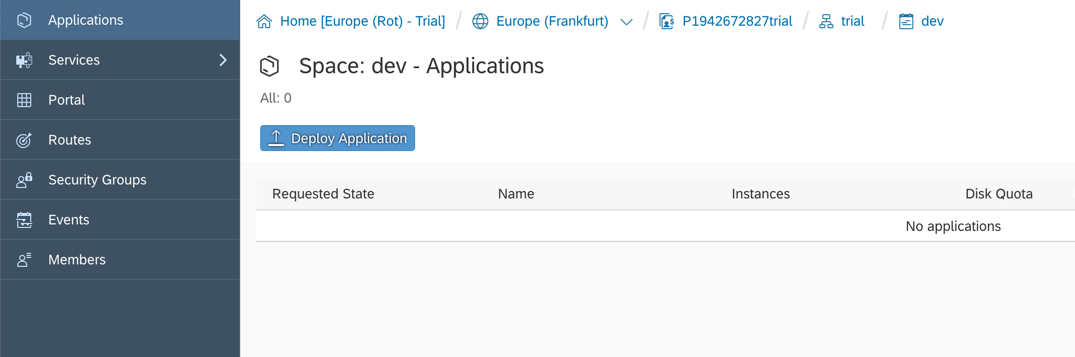 Applications
Services
Portal
Routes
Security Groups
Events
Members
Home [Europe (Rot) - Trial] / Europe (Frankfurt) / P1942672827trial / trial / dev
Space: dev - Applications
All: 0
Deploy Application
Requested State Name Instances Disk Quota
No applications